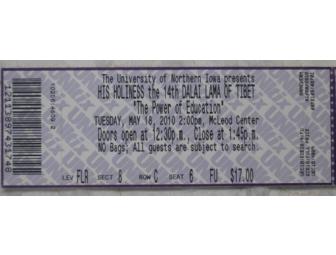 The University of Northern Iowa presents
HIS HOLINESS the 14th DALAI LAMA OF TIBET
"The Power of Education"
TUESDAY, MAY 18, 2010 2:00pm, McLeod Center
Doors open at 12:30p.m., Close at 1:45p.m.
NO Bags; All guests are subject to search.
LEV FLR SECT 8 ROW C SEAT 6 FU $17.00